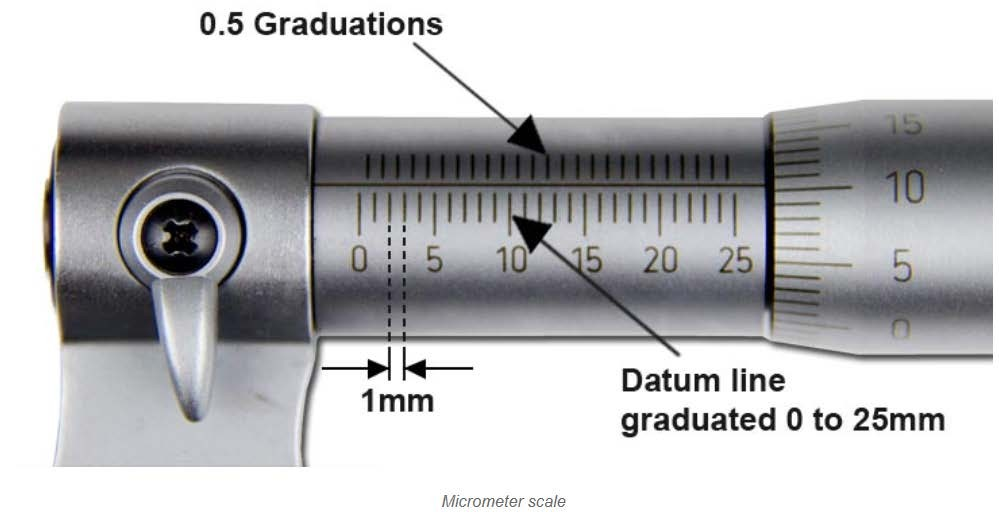 0.5 Graduations
15
10
5
0
0 5 10 15 20 25
1mm
Datum line
graduated 0 to 25mm
Micrometer scale